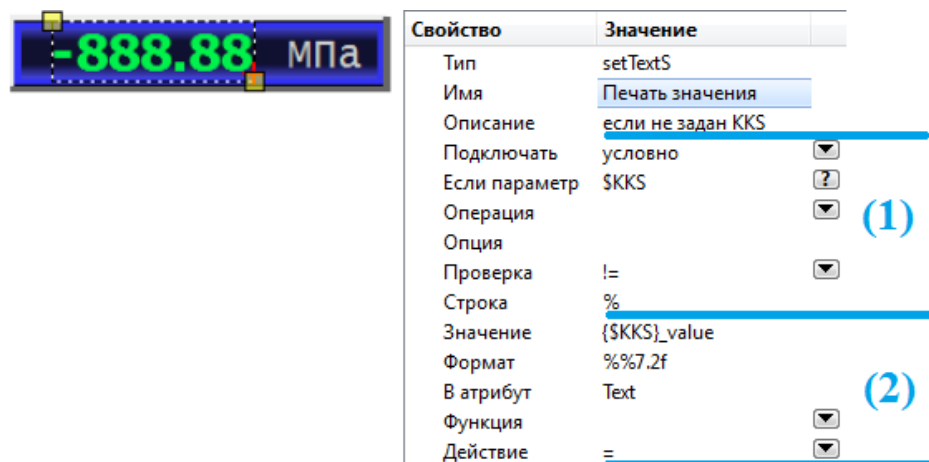 -888.88 МПа
Свойство Значение
Тип setTextS
Имя Печать значения
Описание если не задан KKS
Подключать условно
Если параметр $KKS ?
Операция (1)
Опция
Проверка !=
Строка %
Значение {$KKS}_value
Формат %%7.2f
В атрибут Text (2)
Функция
Действие =